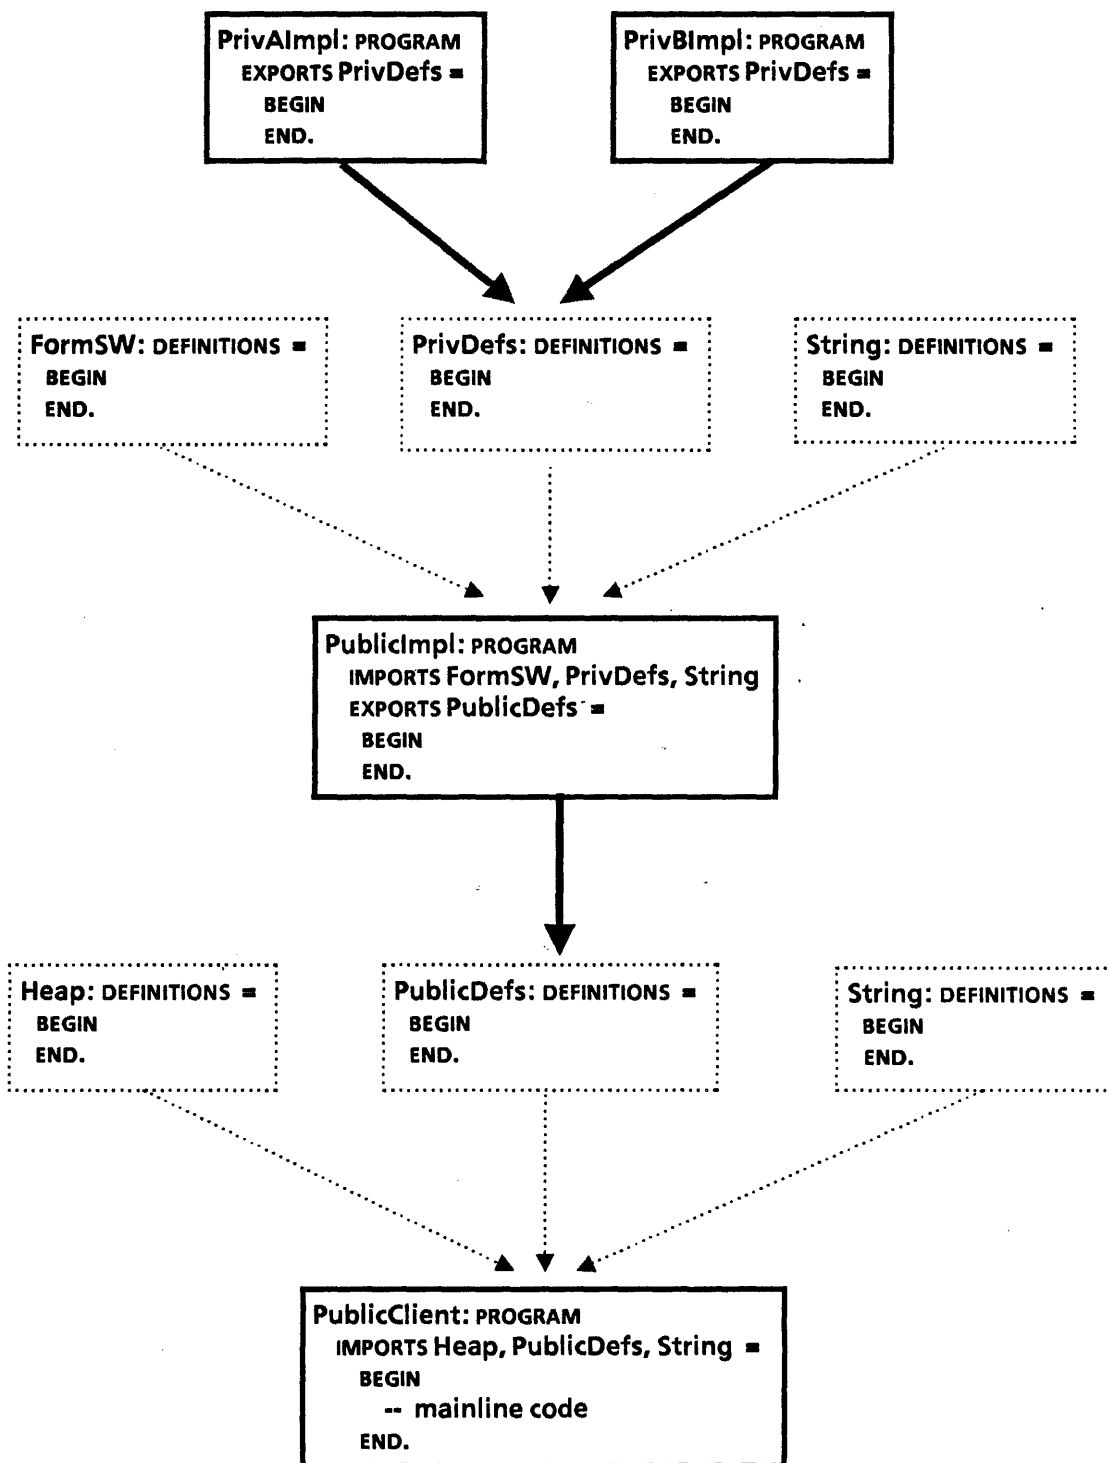 PrivAImpl: PROGRAM
EXPORTS PrivDefs =
BEGIN
END.
PrivBImpl: PROGRAM
EXPORTS PrivDefs =
BEGIN
END.
FormSW: DEFINITIONS =
BEGIN
END.
PrivDefs: DEFINITIONS =
BEGIN
END.
String: DEFINITIONS =
BEGIN
END.
PublicImpl: PROGRAM
IMPORTS FormSW, PrivDefs, String
EXPORTS PublicDefs =
BEGIN
END.
Heap: DEFINITIONS =
BEGIN
END.
PublicDefs: DEFINITIONS =
BEGIN
END.
String: DEFINITIONS =
BEGIN
END.
PublicClient: PROGRAM
IMPORTS Heap, PublicDefs, String =
BEGIN
-- mainline code
END.